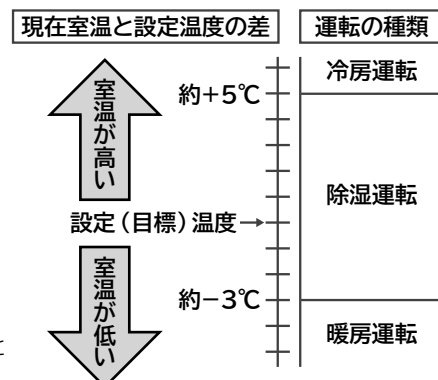 現在室温と設定温度の差
運転の種類
冷房運転
約+5℃
室温が高い
除湿運転
設定(目標)温度→
室温が低い
約−3℃
暖房運転
と